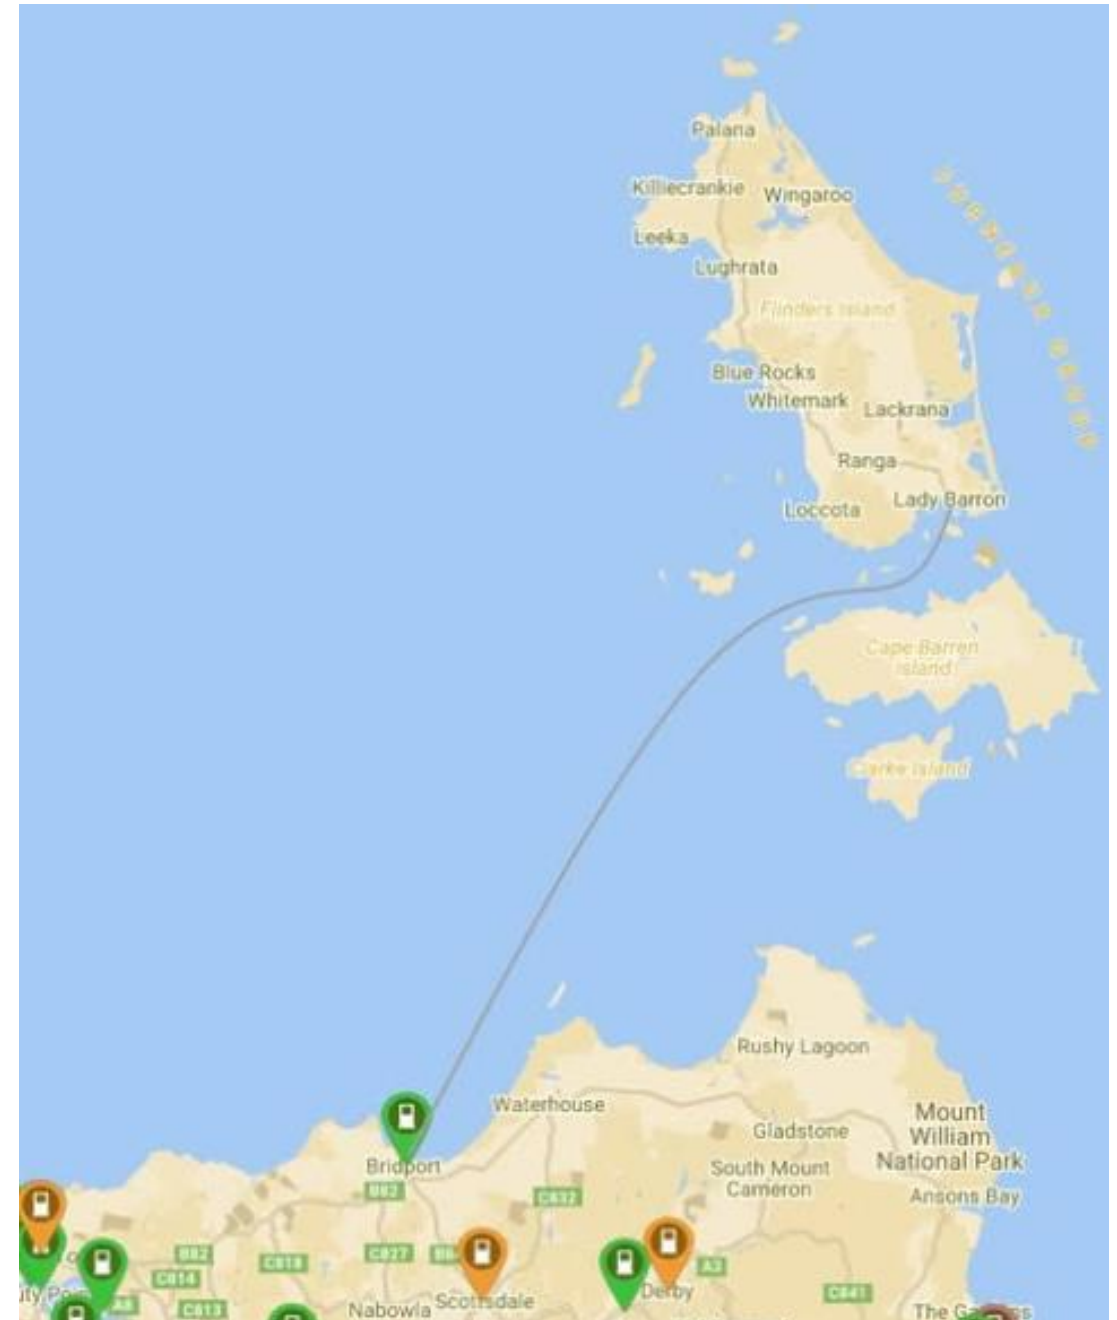 Palana
Killiecrankie
Wingaroo
Leeka
Lughrata
Flinders Island
Blue Rocks
Whitemark
Lackrana
Ranga
Lady Barron
Loccota
Cape Barren
Island
Clarke Island
Rushy Lagoon
Waterhouse
Mount
William
National Park
Gladstone
Bridport
South Mount
Cameron
B82
C832
Ansons Bay
B82
C818
C827
A3
C814
C841
A8
C813
Nabowla
Scottsdale
Derby
The